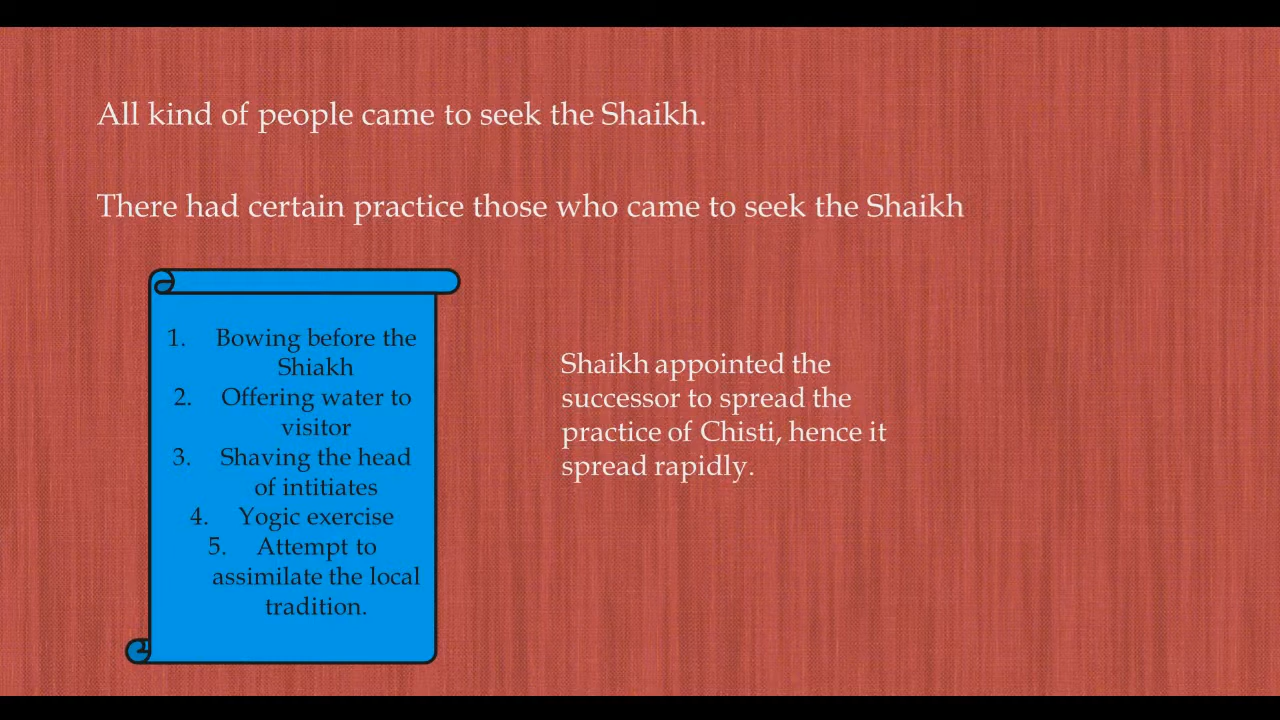 All kind of people came to seek the Shaikh.
There had certain practice those who came to seek the Shaikh
1. Bowing before the
Shiakh
2. Offering water to
visitor
3. Shaving the head
of intitiates
4. Yogic exercise
5. Attempt to
assimilate the local
tradition.
Shaikh appointed the
successor to spread the
practice of Chisti, hence it
spread rapidly.